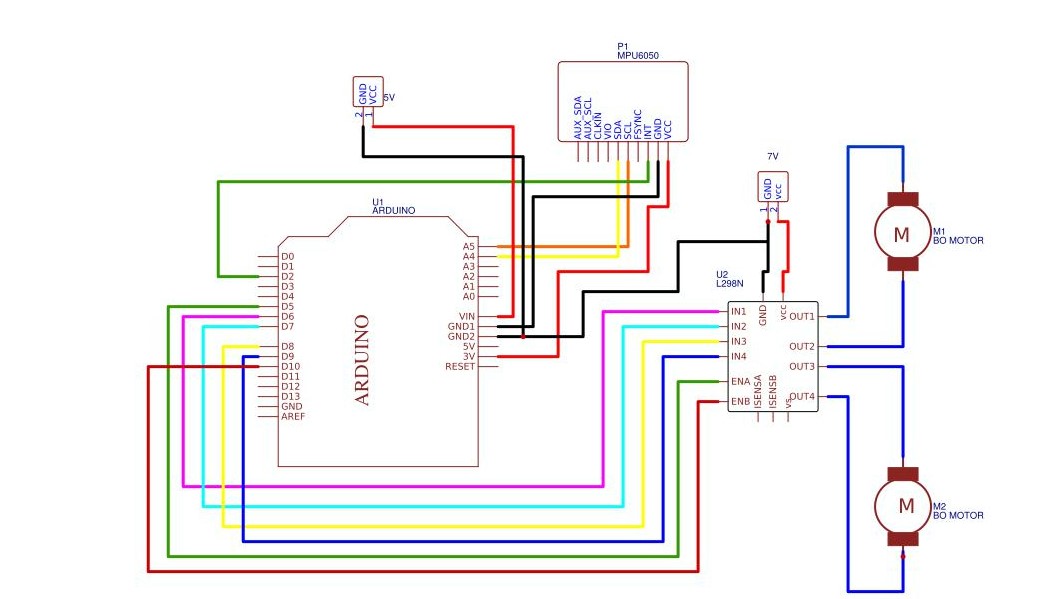 P1
MPU6050
AUX_SDA
AUX_SCL
CLKIN
VIO
SDA
SCL
FSYNC
INT
GND
VCC
GND
VCC
5V
2
1
7V
GND
vcc
1
2
U1
ARDUINO
ARDUINO
D0
D1
D2
D3
D4
D5
D6
D7
D8
D9
D10
D11
D12
D13
GND
AREF
A5
A4
A3
A2
A1
A0
VIN
GND1
GND2
5V
3V
RESET
U2
L298N
GND
vcc
IN1
IN2
IN3
IN4
ENA
ENB
ISENSA
ISENSB
vs
OUT1
OUT2
OUT3
OUT4
M
M1
BO MOTOR
M
M2
BO MOTOR